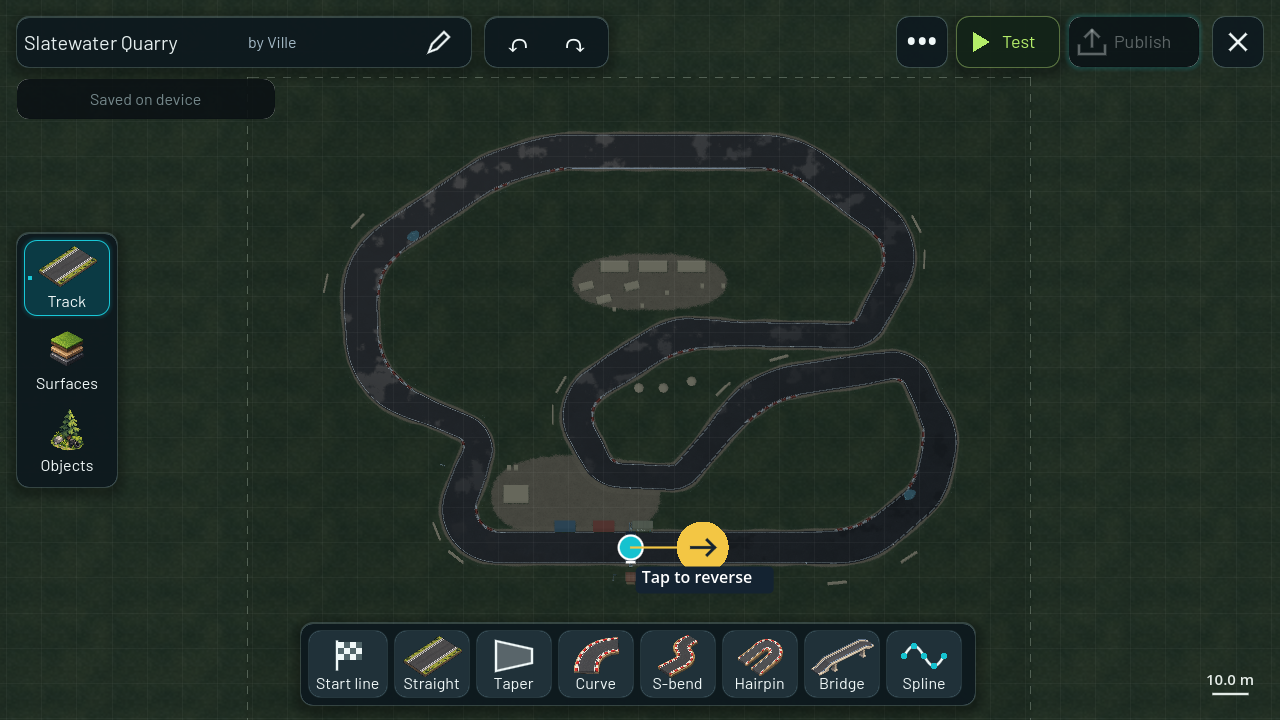 Slatewater Quarry
by Ville
Test
Publish
Saved on device
Track
Surfaces
Objects
Tap to reverse
Start line
Straight
Taper
Curve
S-bend
Hairpin
Bridge
Spline
10.0 m